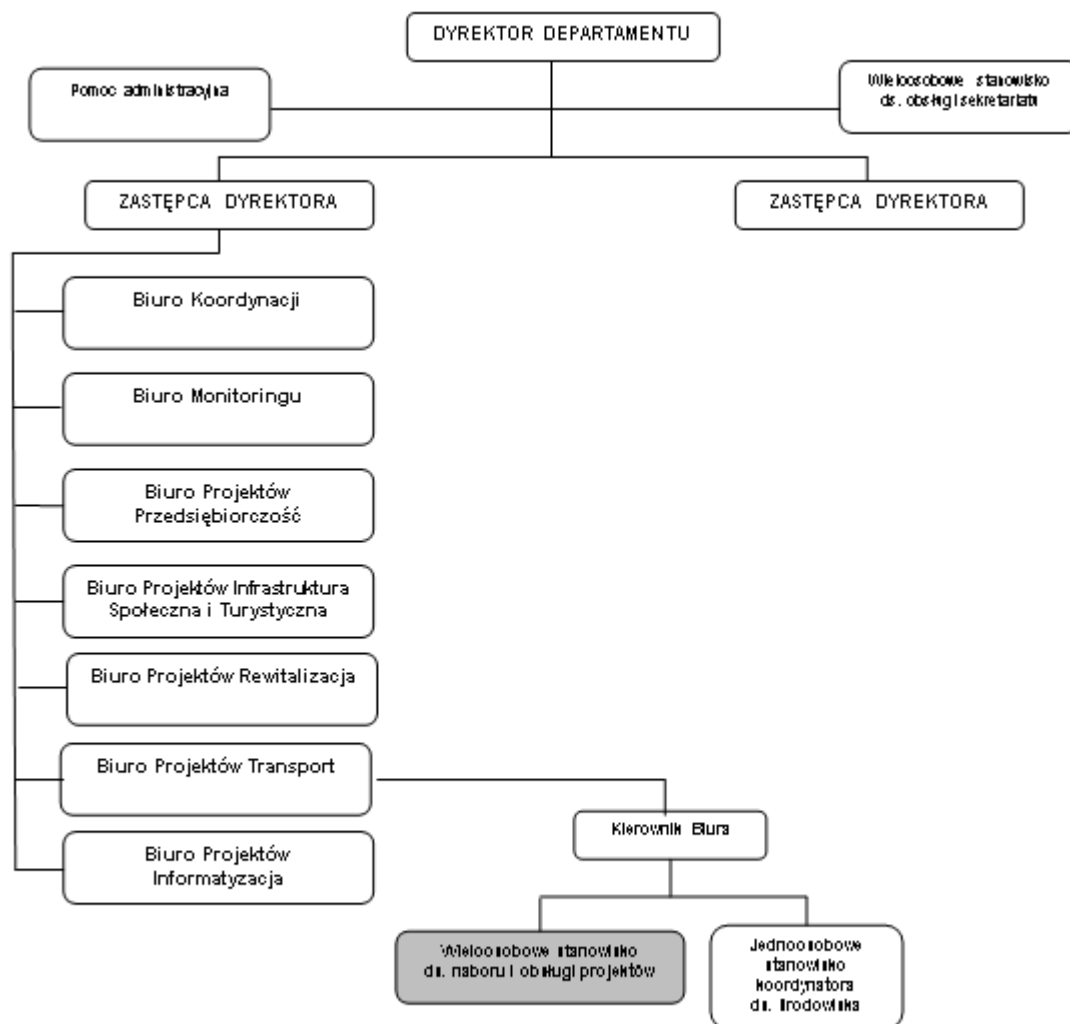 DYREKTOR DEPARTAMENTU
Pomoc administracyjna
Wieloosobowe stanowisko
ds. obsługi sekretariatu
ZASTĘPCA DYREKTORA
ZASTĘPCA DYREKTORA
Biuro Koordynacji
Biuro Monitoringu
Biuro Projektów
Przedsiębiorczość
Biuro Projektów Infrastruktura
Społeczna i Turystyczna
Biuro Projektów Rewitalizacja
Biuro Projektów Transport
Kierownik Biura
Biuro Projektów
Informatyzacja
Wieloosobowe stanowisko
ds. naboru i obsługi projektów
Jednoosobowe
stanowisko
koordynatora
ds. środowiska